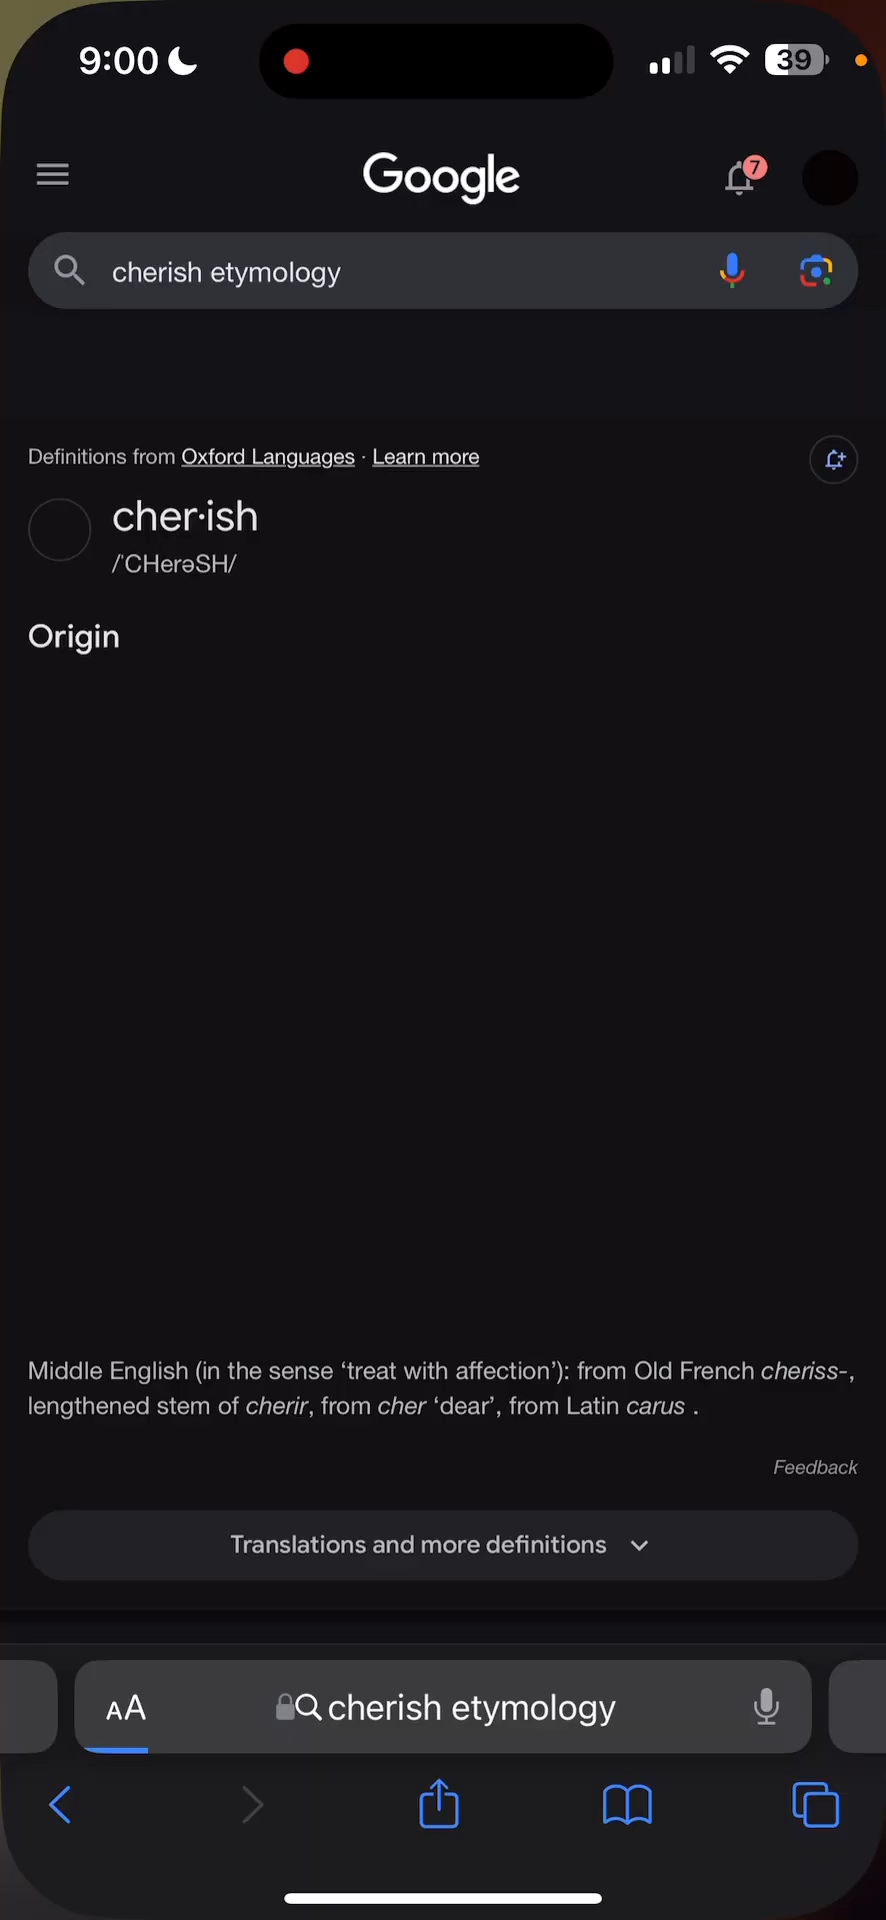 9:00
39
Google
7
cherish etymology
Definitions from Oxford Languages · Learn more
cher·ish
/ˈCHerəSH/
Origin
Middle English (in the sense ‘treat with affection’): from Old French cheriss-,
lengthened stem of cherir, from cher ‘dear’, from Latin carus .
Feedback
Translations and more definitions
AA cherish etymology